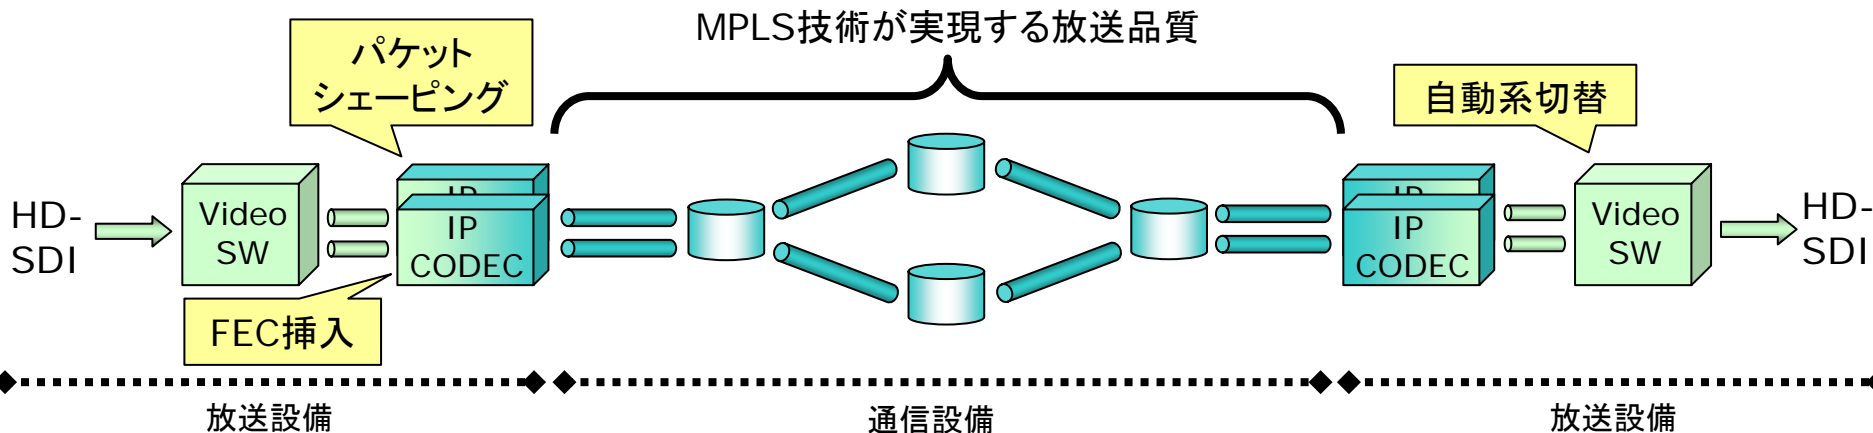 MPLS技術が実現する放送品質
パケット
シェーピング
自動系切替
HD-
SDI
Video
SW
IP
IP
CODEC
IP
IP
CODEC
Video
SW
HD-
SDI
FEC挿入
放送設備
通信設備
放送設備